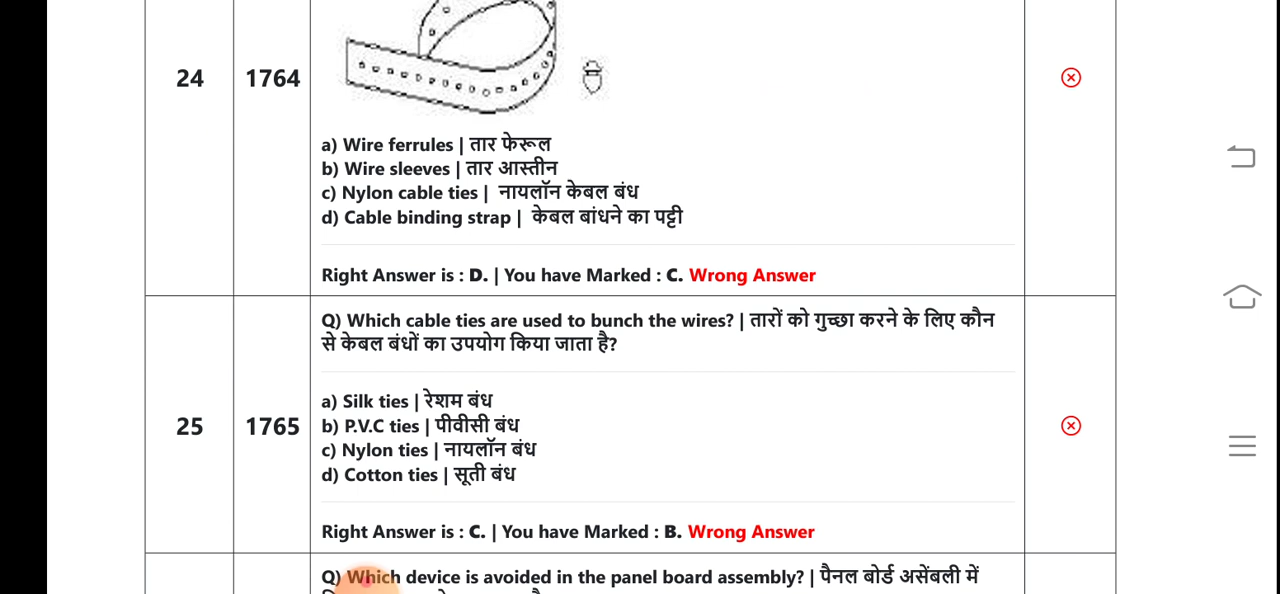 24
1764
a) Wire ferrules | तार फेरूल
b) Wire sleeves | तार आस्तीन
c) Nylon cable ties | नायलॉन केबल बंध
d) Cable binding strap | केबल बांधने का पट्टी
Right Answer is : D. | You have Marked : C. Wrong Answer
25
1765
Q) Which cable ties are used to bunch the wires? | तारों को गुच्छा करने के लिए कौन
से केबल बंधों का उपयोग किया जाता है?
a) Silk ties | रेशम बंध
b) P.V.C ties | पीवीसी बंध
c) Nylon ties | नायलॉन बंध
d) Cotton ties | सूती बंध
Right Answer is : C. | You have Marked : B. Wrong Answer
Q) Which device is avoided in the panel board assembly? | पैनल बोर्ड असेंबली में